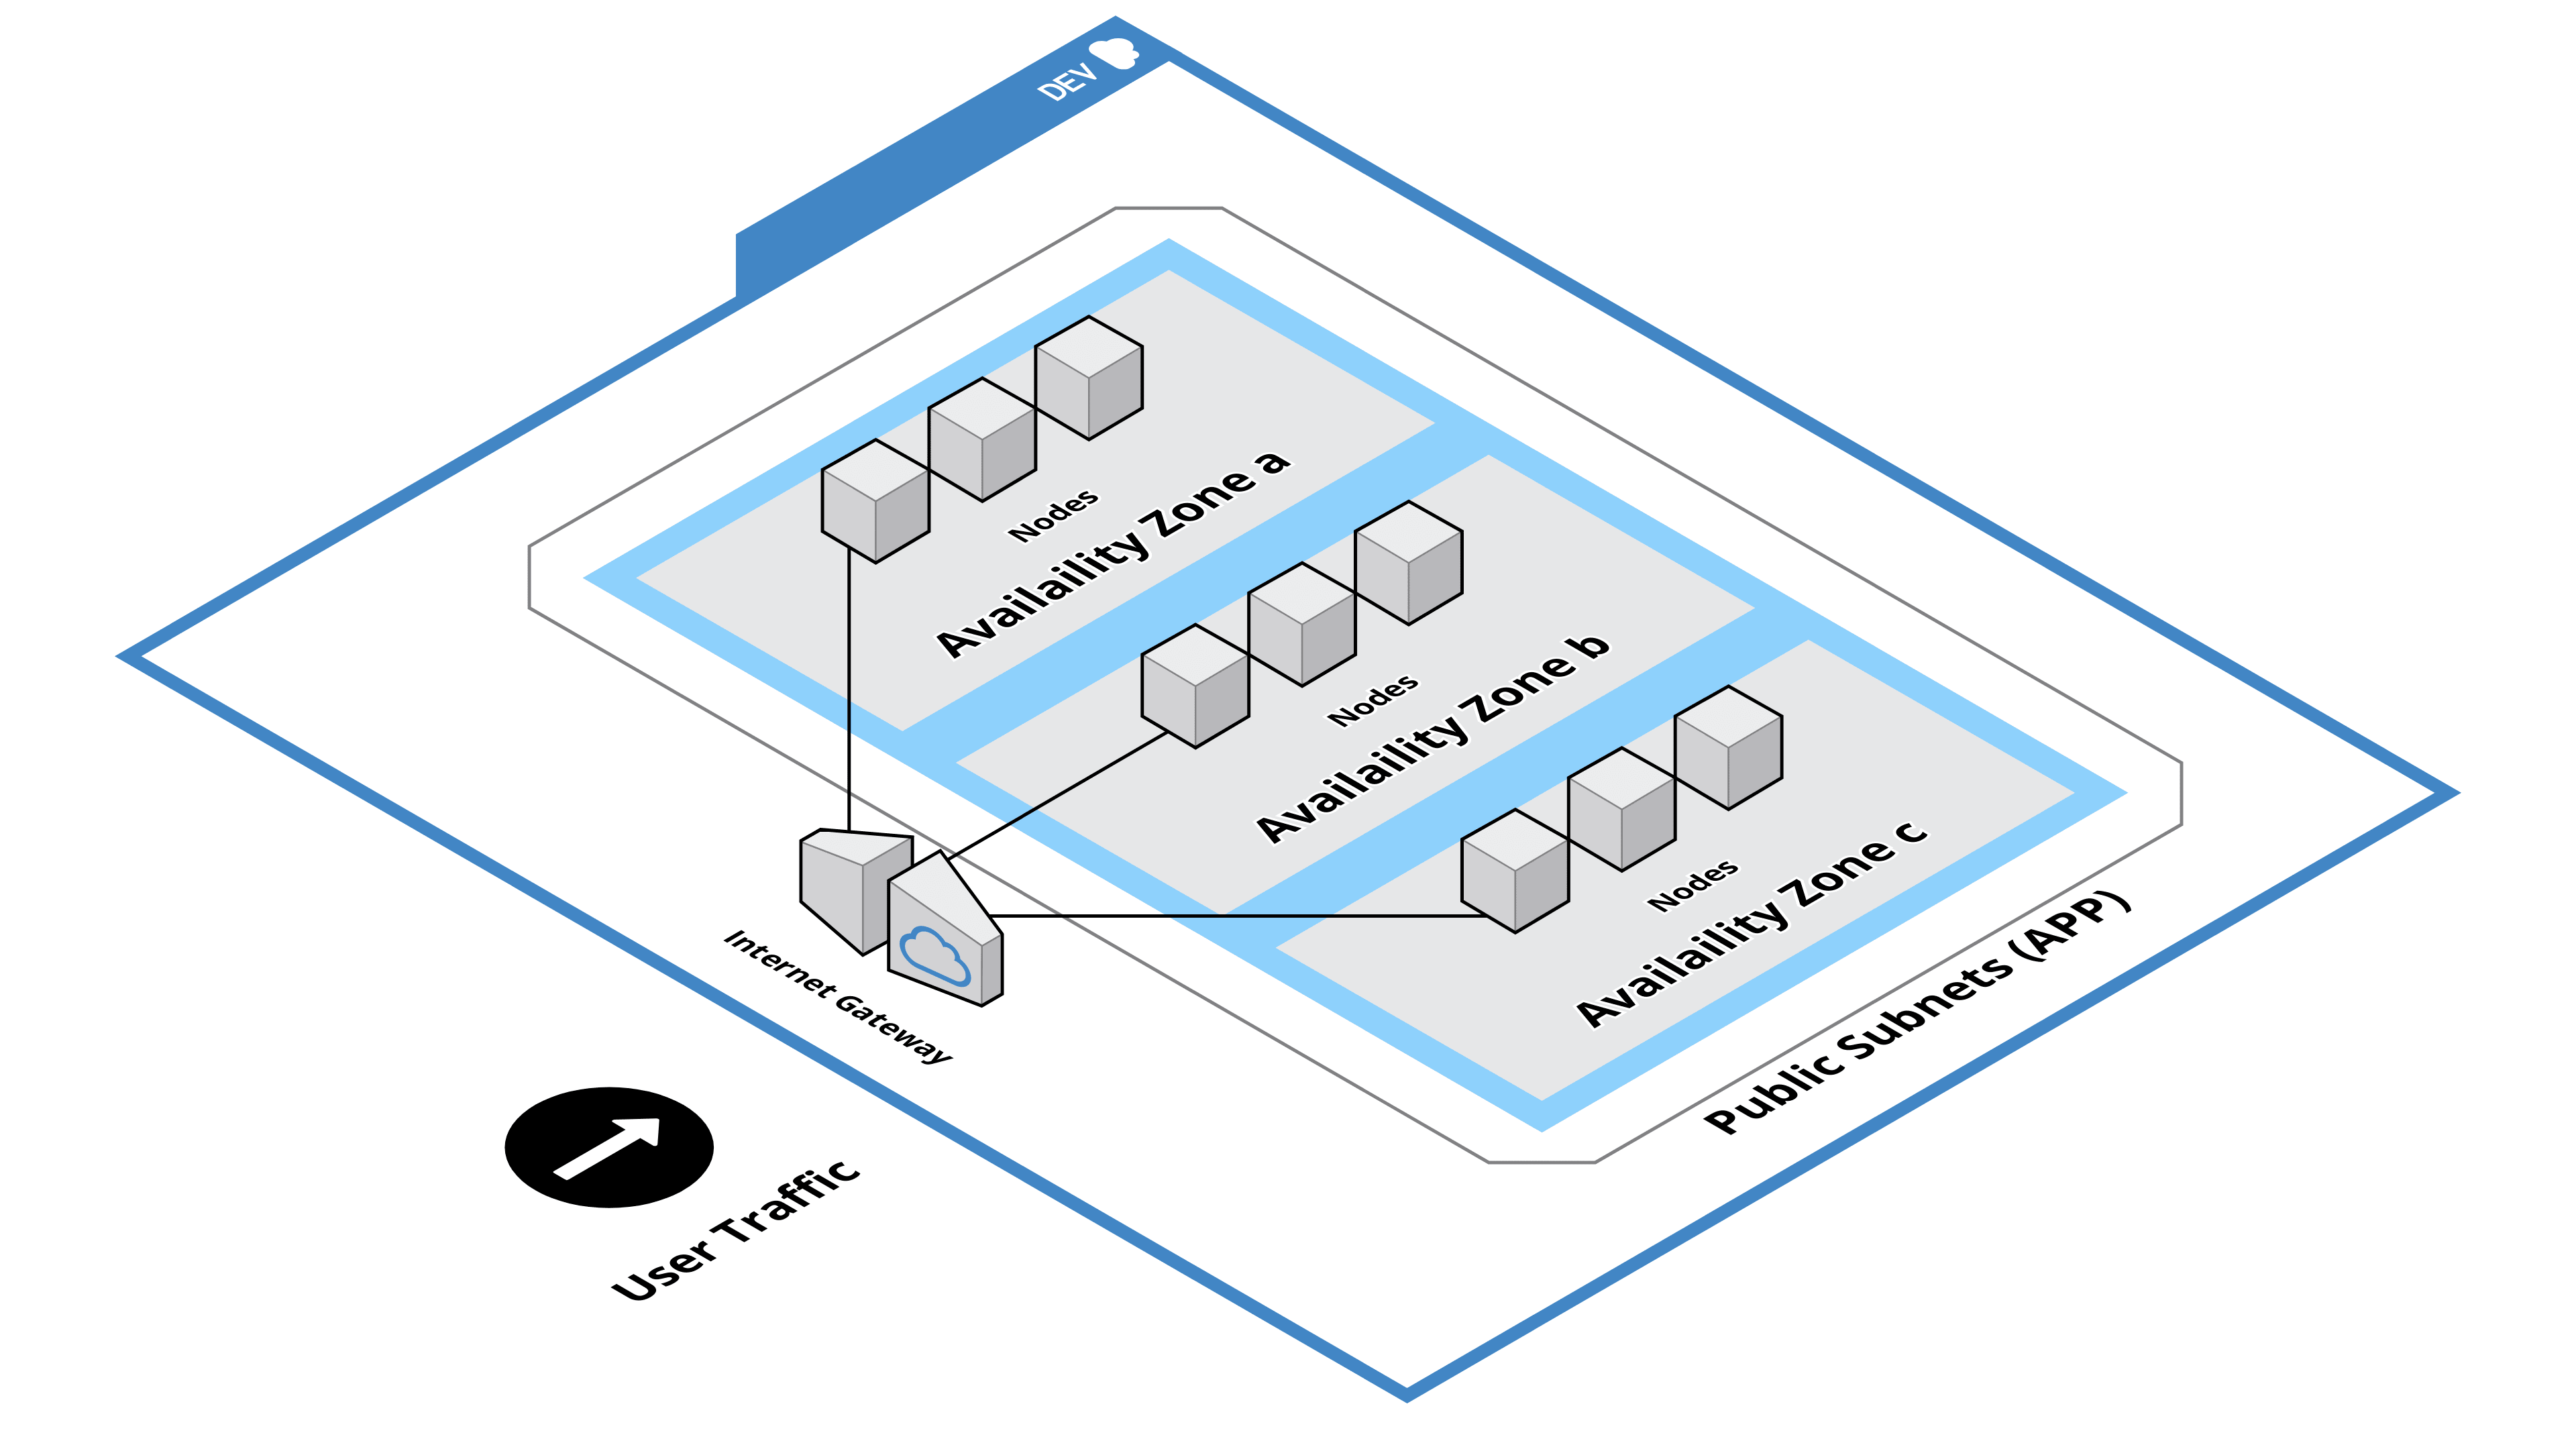 DEV
Nodes
Availaility Zone a
Nodes
Availaility Zone b
Nodes
Availaility Zone c
Public Subnets (APP)
Internet Gateway
User Traffic